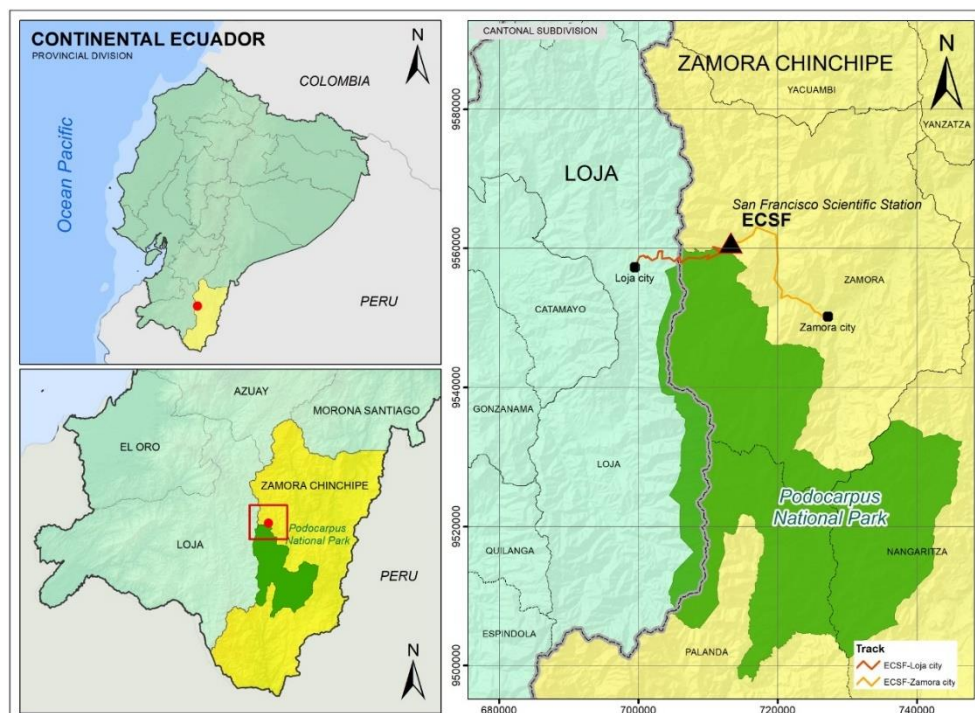 CONTINENTAL ECUADOR
PROVINCIAL DIVISION
N
COLOMBIA
Ocean Pacific
PERU
AZUAY
MORONA SANTIAGO
EL ORO
ZAMORA CHINCHIPE
Podocarpus
National Park
LOJA
PERU
N
CANTONAL SUBDIVISION
ZAMORA CHINCHIPE
N
YACUAMBI
YANZATZA
LOJA
San Francisco Scientific Station
ECSF
Loja city
ZAMORA
CATAMAYO
Zamora city
GONZANAMA
LOJA
Podocarpus
National Park
QUILANGA
NANGARITZA
ESPINDOLA
PALANDA
Track
ECSF-Loja city
ECSF-Zamora city
9580000
9560000
9540000
9520000
9500000
680000
700000
720000
740000